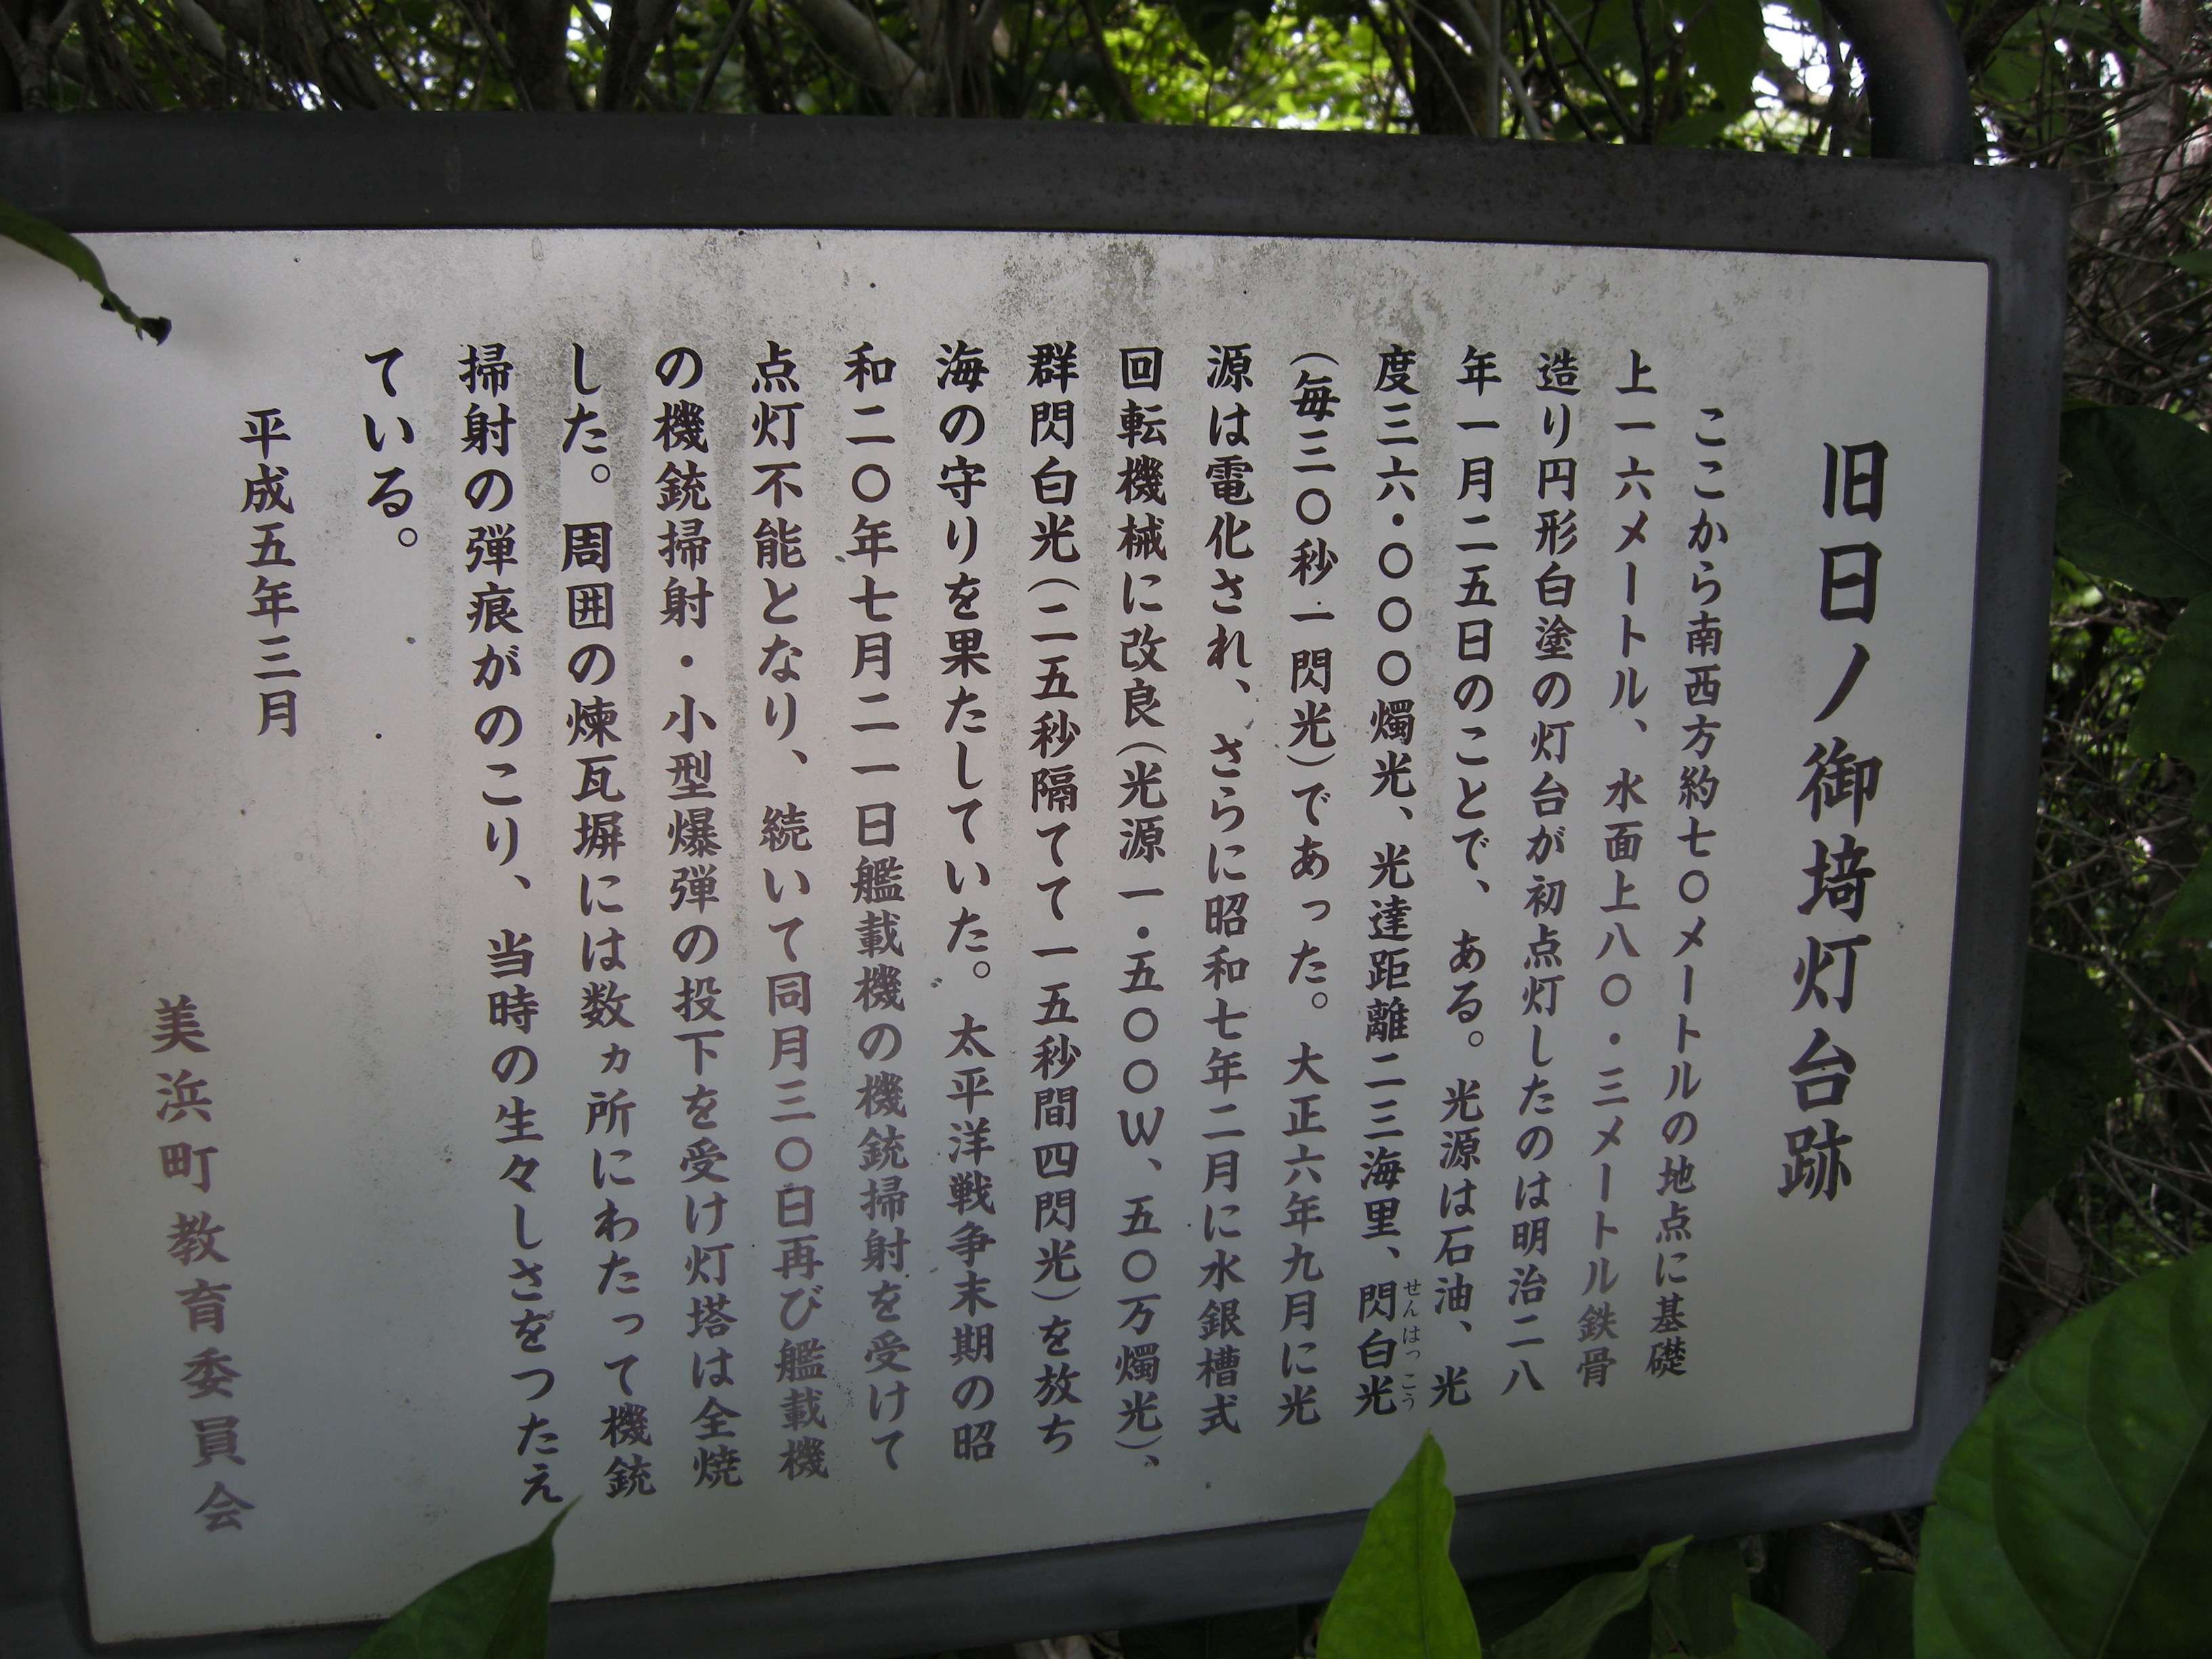 旧日ノ御埼灯台跡
ここから南西方約七〇メートルの地点に基礎
上一六メートル、水面上八〇・三メートル鉄骨
造り円形白塗の灯台が初点灯したのは明治二八
年一月二五日のことで、ある。光源は石油、光
度三六・〇〇〇燭光、光達距離二三海里、閃白光
せんはっこう
（毎三〇秒一閃光）であった。大正六年九月に光
源は電化され、さらに昭和七年二月に水銀槽式
回転機械に改良（光源一・五〇〇W、五〇万燭光）、
群閃白光（二五秒隔てて一五秒間四閃光）を放ち
海の守りを果たしていた。太平洋戦争末期の昭
和二〇年七月二一日艦載機の機銃掃射を受けて
点灯不能となり、続いて同月三〇日再び艦載機
の機銃掃射・小型爆弾の投下を受け灯塔は全焼
した。周囲の煉瓦塀には数ヵ所にわたって機銃
掃射の弾痕がのこり、当時の生々しさをつたえ
ている。
平成五年三月
美浜町教育委員会